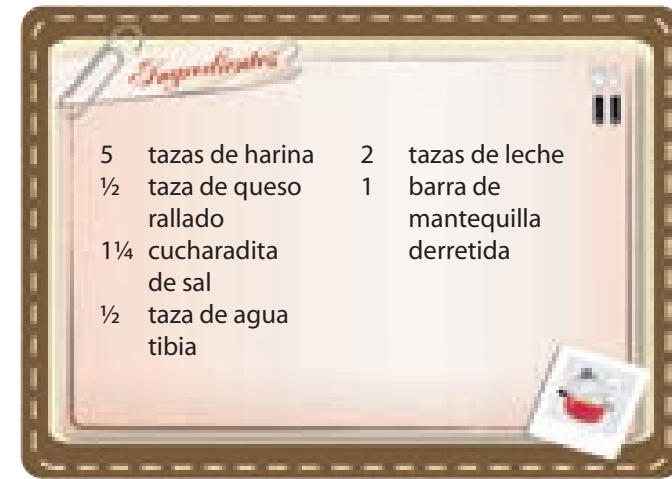 Ingredientes
5 tazas de harina
½ taza de queso
rallado
1¼ cucharadita
de sal
½ taza de agua
tibia
2 tazas de leche
1 barra de
mantequilla
derretida